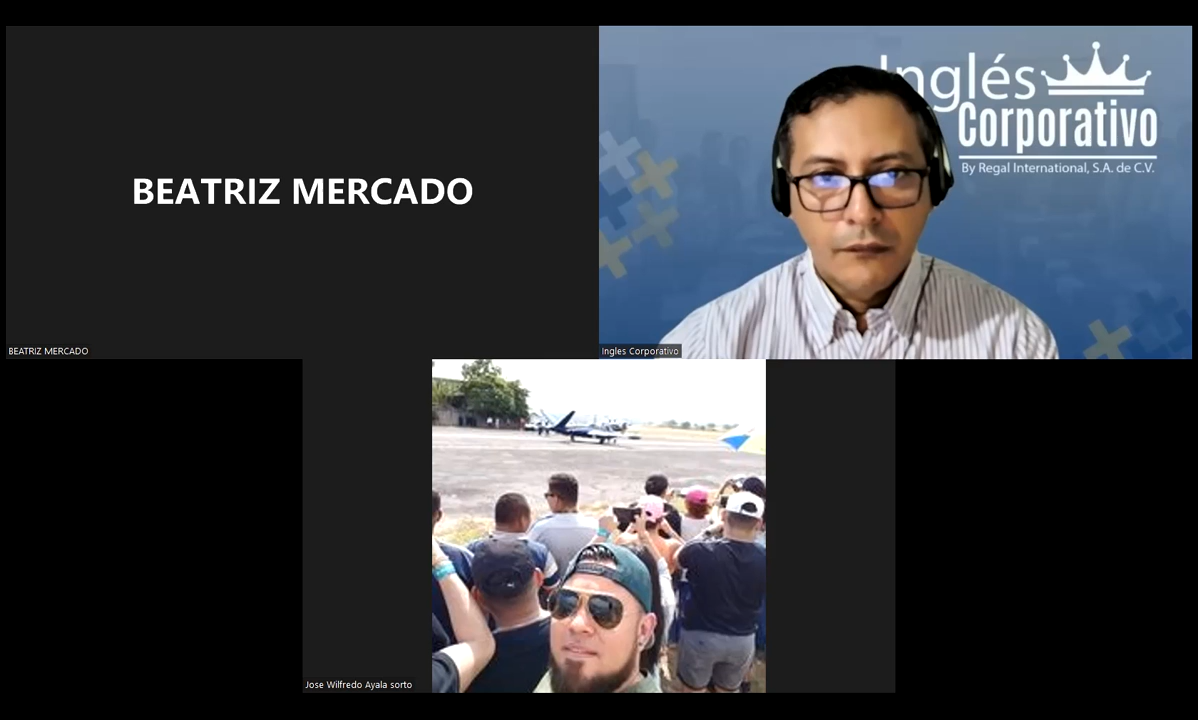 BEATRIZ MERCADO
BEATRIZ MERCADO
Inglés
Corporativo
By Regal International, S.A. de C.V.
Ingles Corporativo
Jose Wilfredo Ayala sorto